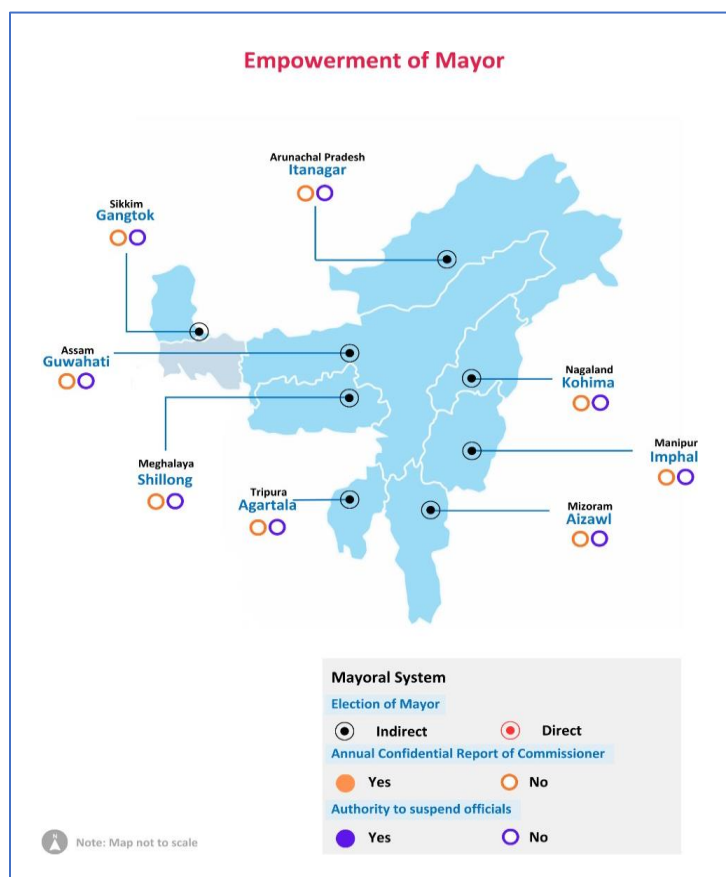 Empowerment of Mayor
Arunachal Pradesh
Itanagar
Sikkim
Gangtok
Assam
Guwahati
Nagaland
Kohima
Manipur
Imphal
Meghalaya
Shillong
Tripura
Agartala
Mizoram
Aizawl
Mayoral System
Election of Mayor
Indirect Direct
Annual Confidential Report of Commissioner
Yes No
Authority to suspend officials
Yes No
N
Note: Map not to scale